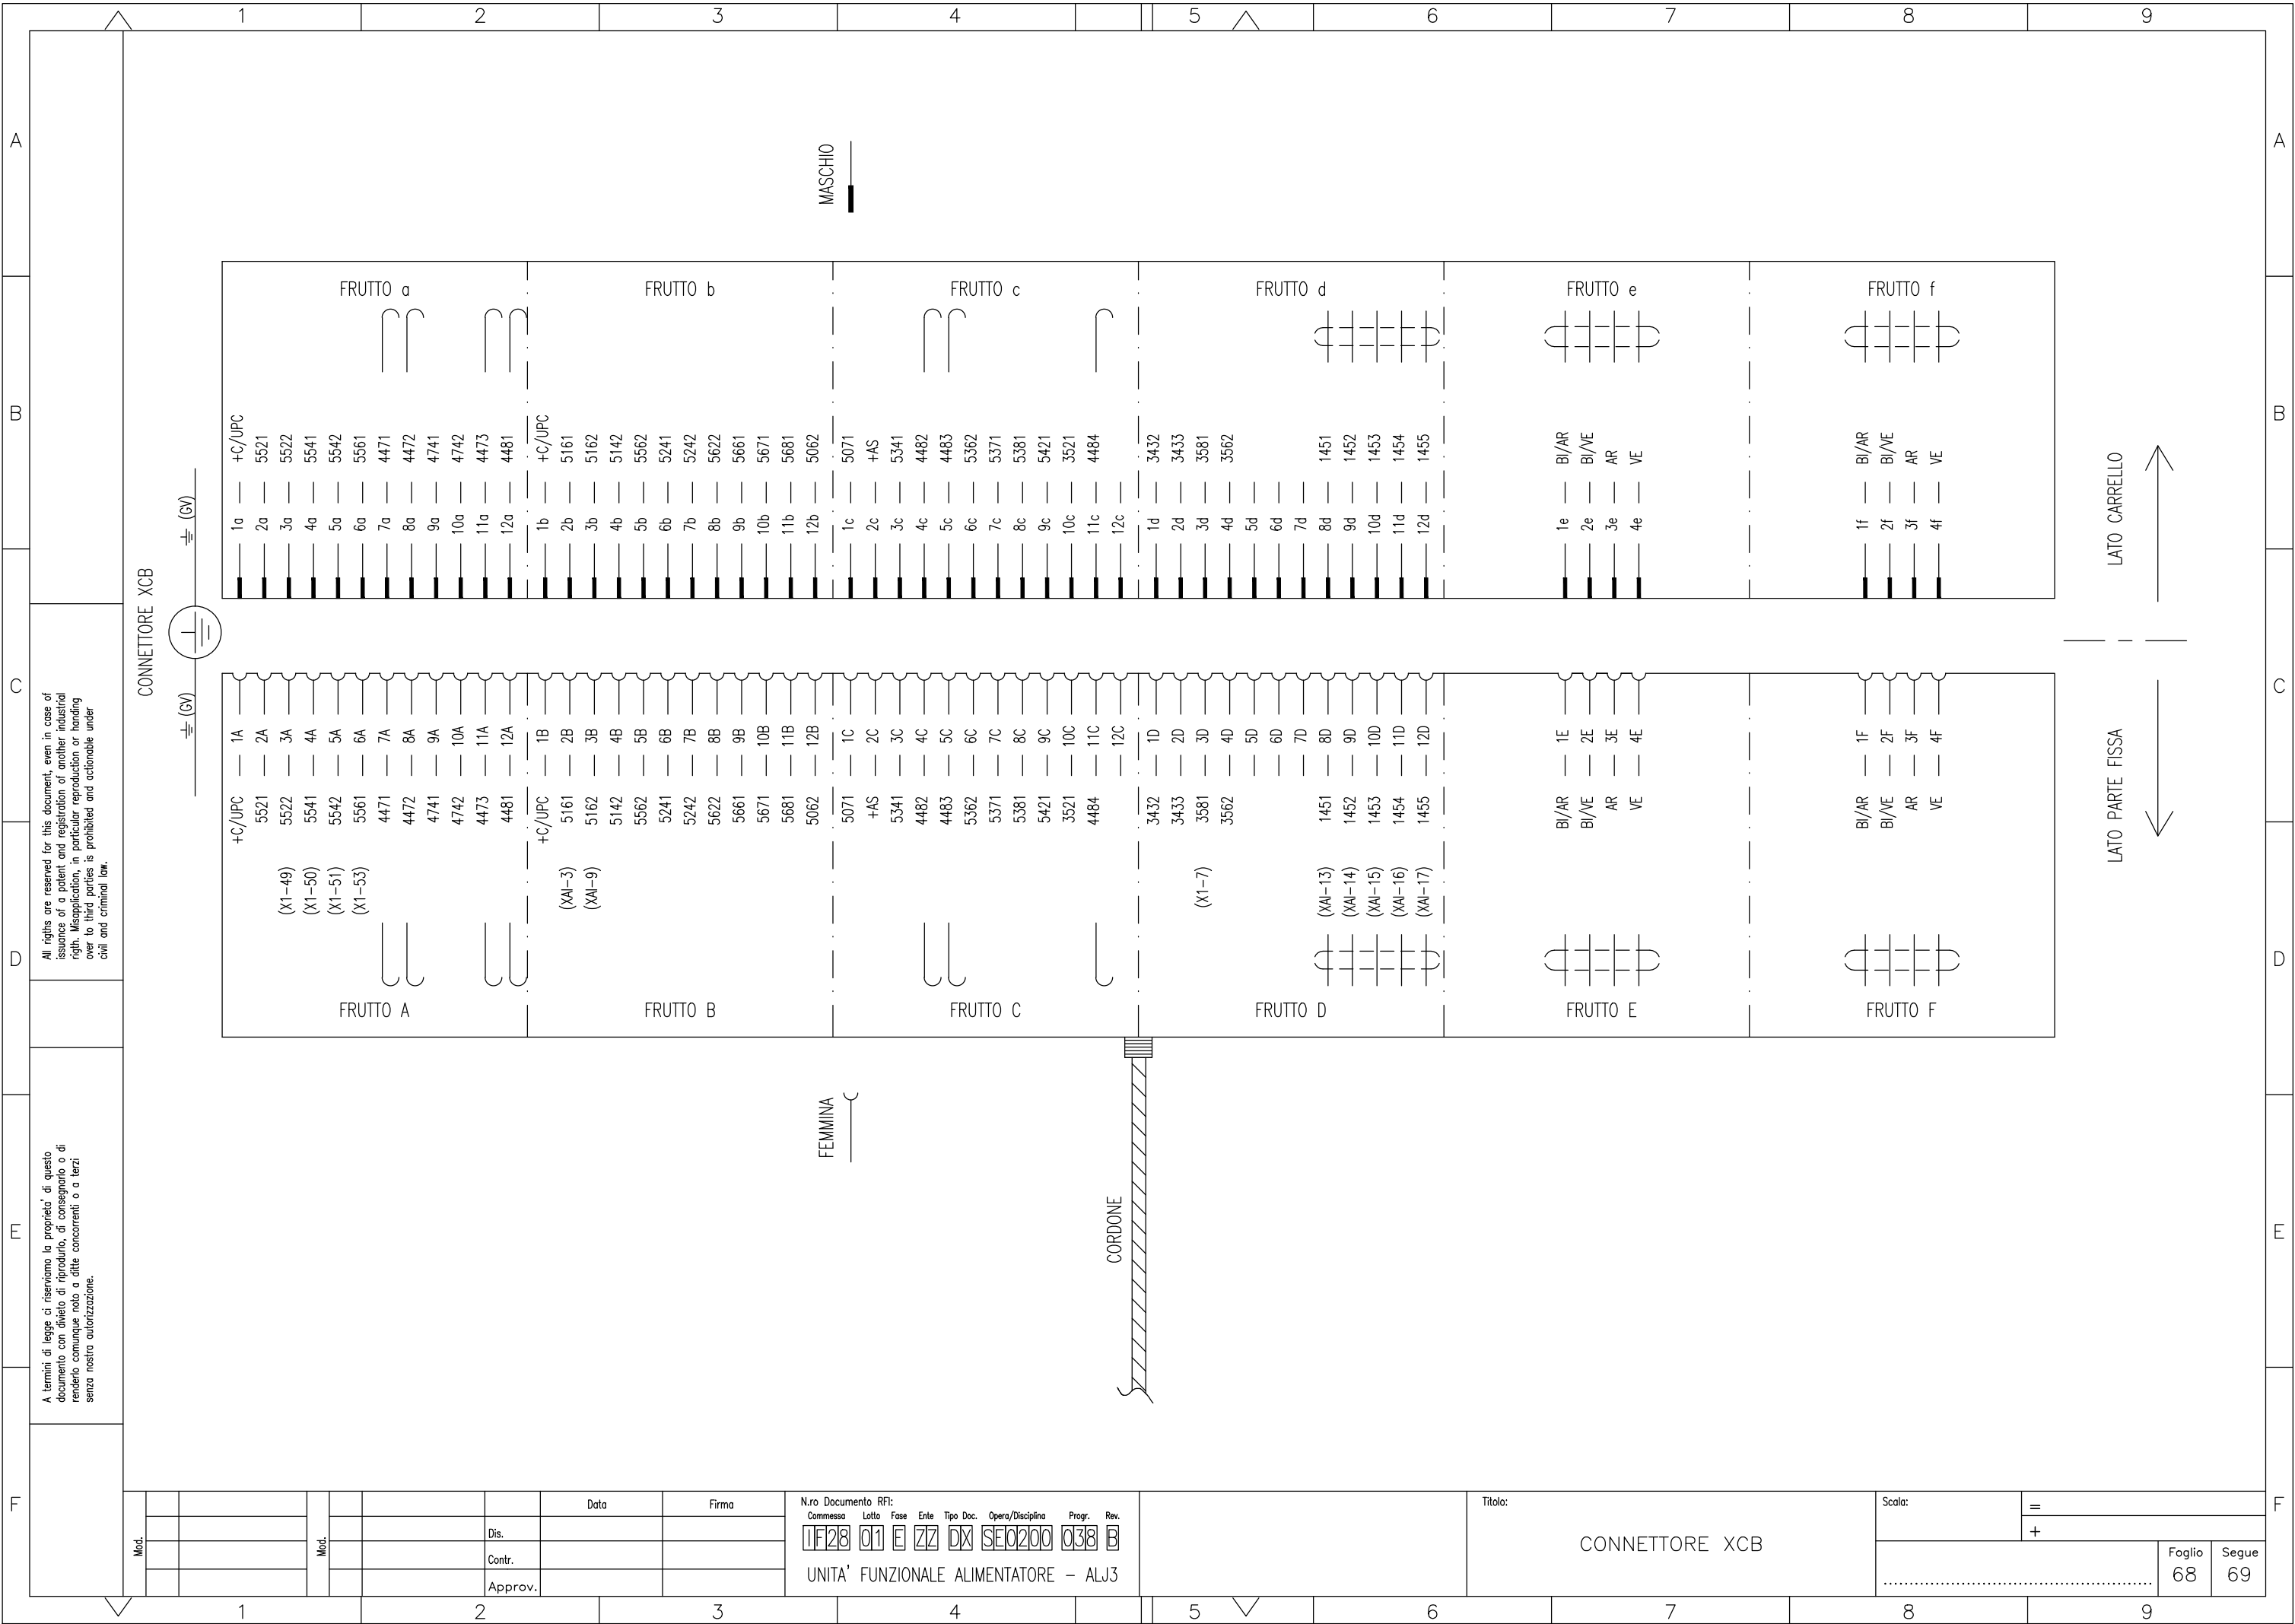 1 2 3 4 5 6 7 8 9
A
B
C
D
E
F
MASCHIO
FRUTTO a FRUTTO b FRUTTO c FRUTTO d FRUTTO e FRUTTO f
+C/UPC 5521 5522 5541 5542 5561 4471 4472 4741 4742 4473 4481
+C/UPC 5161 5162 5142 5562 5241 5242 5622 5661 5671 5681 5062
5071 +AS 5341 4482 4483 5362 5371 5381 5421 3521 4484
3432 3433 3581 3562 1451 1452 1453 1454 1455
BI/AR BI/VE AR VE
BI/AR BI/VE AR VE
(GV)
1a 2a 3a 4a 5a 6a 7a 8a 9a 10a 11a 12a
1b 2b 3b 4b 5b 6b 7b 8b 9b 10b 11b 12b
1c 2c 3c 4c 5c 6c 7c 8c 9c 10c 11c 12c
1d 2d 3d 4d 5d 6d 7d 8d 9d 10d 11d 12d
1e 2e 3e 4e
1f 2f 3f 4f
LATO CARRELLO
CONNETTORE XCB
(GV)
1A 2A 3A 4A 5A 6A 7A 8A 9A 10A 11A 12A
1B 2B 3B 4B 5B 6B 7B 8B 9B 10B 11B 12B
1C 2C 3C 4C 5C 6C 7C 8C 9C 10C 11C 12C
1D 2D 3D 4D 5D 6D 7D 8D 9D 10D 11D 12D
1E 2E 3E 4E
1F 2F 3F 4F
+C/UPC 5521 5522 5541 5542 5561 4471 4472 4741 4742 4473 4481
+C/UPC 5161 5162 5142 5562 5241 5242 5622 5661 5671 5681 5062
5071 +AS 5341 4482 4483 5362 5371 5381 5421 3521 4484
3432 3433 3581 3562 1451 1452 1453 1454 1455
BI/AR BI/VE AR VE
BI/AR BI/VE AR VE
LATO PARTE FISSA
(X1-49) (X1-50) (X1-51) (X1-53)
(XAI-3) (XAI-9)
(X1-7)
(XAI-13) (XAI-14) (XAI-15) (XAI-16) (XAI-17)
FRUTTO A FRUTTO B FRUTTO C FRUTTO D FRUTTO E FRUTTO F
FEMMINA
CORDONE
All rigths are reserved for this document, even in case of
issuance of a patent and registration of another industrial
rigth. Misapplication, in particular reproduction or handing
over to third parties is prohibited and actionable under
civil and criminal law.
A termini di legge ci riserviamo la proprieta' di questo
documento con divieto di riprodurlo, di consegnarlo o di
renderlo comunque noto a ditte concorrenti o a terzi
senza nostra autorizzazione.
Mod.
Mod.
Data Firma
Dis.
Contr.
Approv.
N.ro Documento RFI:
Commessa Lotto Fase Ente Tipo Doc. Opera/Disciplina Progr. Rev.
IF28 01 E ZZ DX SE0200 038 B
UNITA' FUNZIONALE ALIMENTATORE - ALJ3
Titolo:
CONNETTORE XCB
Scala:
=
+
Foglio Segue
68 69
A
B
C
D
E
F
1 2 3 4 5 6 7 8 9